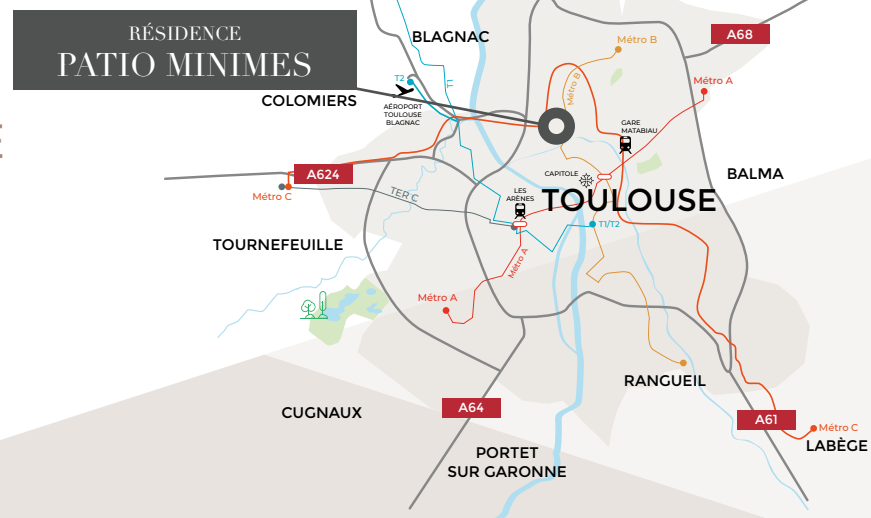 RÉSIDENCE
PATIO MINIMES
BLAGNAC
A68
Métro B
Métro B
T2
T1
Métro A
COLOMIERS
AÉROPORT
TOULOUSE
BLAGNAC
GARE
MATABIAU
A624
CAPITOLE
BALMA
Métro C
TER C
LES
ARÈNES
TOULOUSE
T1/T2
TOURNEFEUILLE
Métro A
Métro A
RANGUEIL
CUGNAUX
A64
A61
Métro C
LABÈGE
PORTET
SUR GARONNE